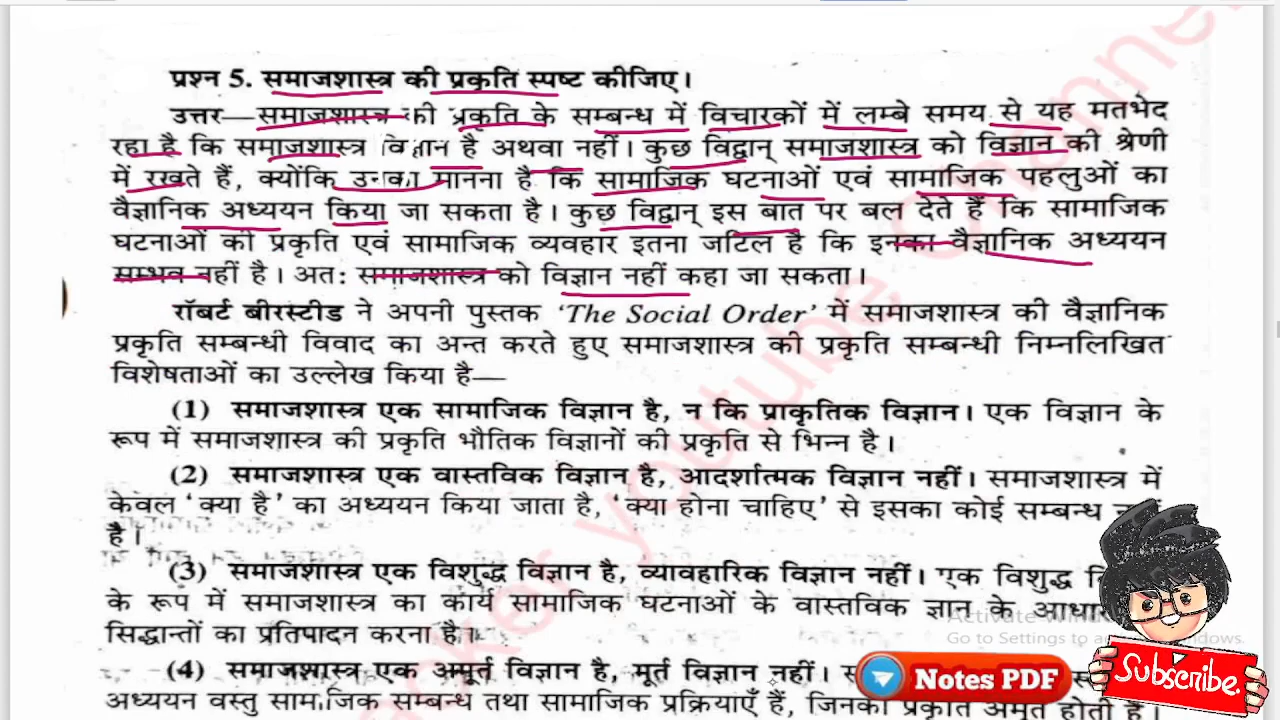 प्रश्न 5. समाजशास्त्र की प्रकृति स्पष्ट कीजिए।
उत्तर—समाजशास्त्र की प्रकृति के सम्बन्ध में विचारकों में लम्बे समय से यह मतभेद
रहा है कि समाजशास्त्र विज्ञान है अथवा नहीं। कुछ विद्वान् समाजशास्त्र को विज्ञान की श्रेणी
में रखते हैं, क्योंकि उनका मानना है कि सामाजिक घटनाओं एवं सामाजिक पहलुओं का
वैज्ञानिक अध्ययन किया जा सकता है। कुछ विद्वान् इस बात पर बल देते हैं कि सामाजिक
घटनाओं की प्रकृति एवं सामाजिक व्यवहार इतना जटिल है कि इनका वैज्ञानिक अध्ययन
सम्भव नहीं है। अतः समाजशास्त्र को विज्ञान नहीं कहा जा सकता।
रॉबर्ट बीरस्टीड ने अपनी पुस्तक ‘The Social Order’ में समाजशास्त्र की वैज्ञानिक
प्रकृति सम्बन्धी विवाद का अन्त करते हुए समाजशास्त्र की प्रकृति सम्बन्धी निम्नलिखित
विशेषताओं का उल्लेख किया है—
(1) समाजशास्त्र एक सामाजिक विज्ञान है, न कि प्राकृतिक विज्ञान। एक विज्ञान के
रूप में समाजशास्त्र की प्रकृति भौतिक विज्ञानों की प्रकृति से भिन्न है।
(2) समाजशास्त्र एक वास्तविक विज्ञान है, आदर्शात्मक विज्ञान नहीं। समाजशास्त्र में
केवल ‘क्या है’ का अध्ययन किया जाता है, ‘क्या होना चाहिए’ से इसका कोई सम्बन्ध
है।
(3) समाजशास्त्र एक विशुद्ध विज्ञान है, व्यावहारिक विज्ञान नहीं। एक विशुद्ध
के रूप में समाजशास्त्र का कार्य सामाजिक घटनाओं के वास्तविक ज्ञान के
सिद्धान्तों का प्रतिपादन करना है।
Activate
Go to Settings to
(4) समाजशास्त्र एक अमूर्त विज्ञान है, मूर्त विज्ञान नहीं।
अध्ययन वस्तु सामाजिक सम्बन्ध तथा सामाजिक प्रक्रियाएँ हैं, जिनकी प्रकृति अमूर्त होती है।
Notes PDF
Subscribe.
youtube Channel